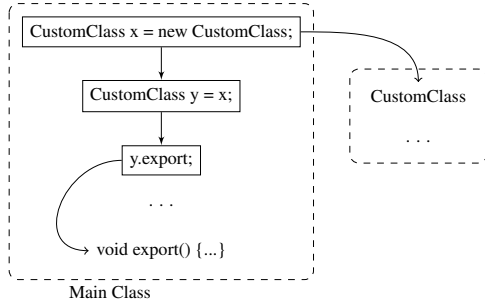 CustomClass x = new CustomClass;
CustomClass y = x;
CustomClass
y.export;
. . .
. . .
void export() {...}
Main Class